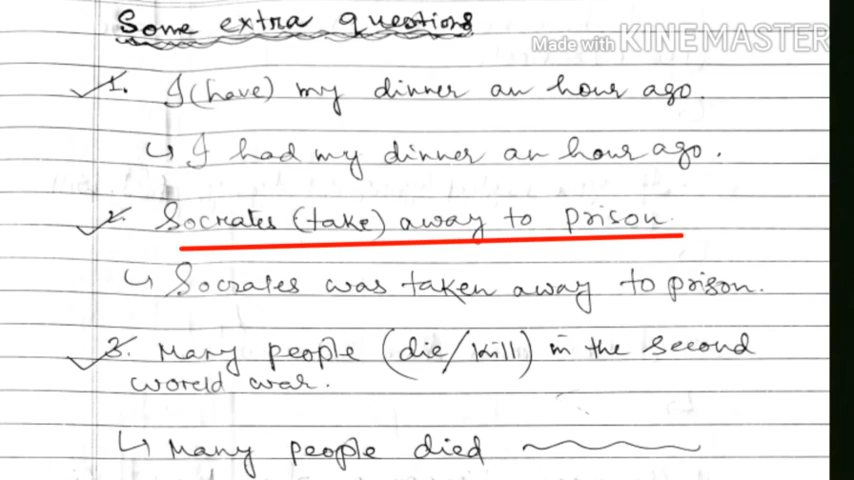 Some extra questions
Made with KINEMASTER
1. I (have) my dinner an hour ago.
↳ I had my dinner an hour ago.
2. Socrates (take) away to prison.
↳ Socrates was taken away to prison.
3. Many people (die/kill) in the second
world war.
↳ Many people died